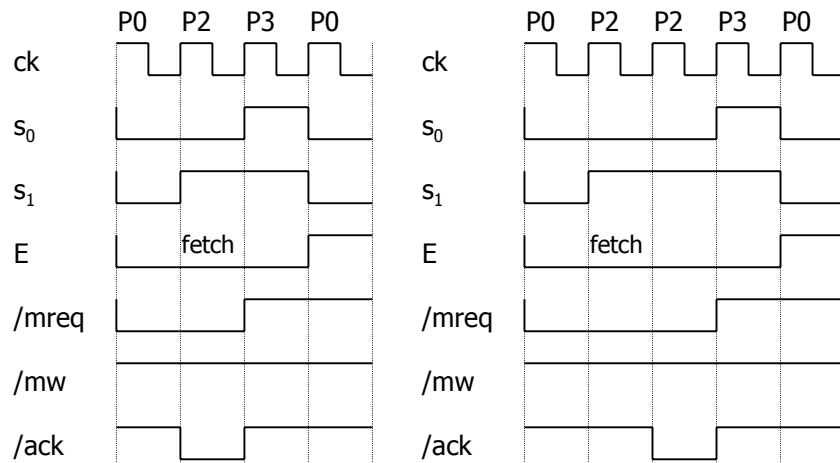 P0 P2 P3 P0
ck
s₀
s₁
E fetch
/mreq
/mw
/ack
P0 P2 P2 P3 P0
ck
s₀
s₁
E fetch
/mreq
/mw
/ack